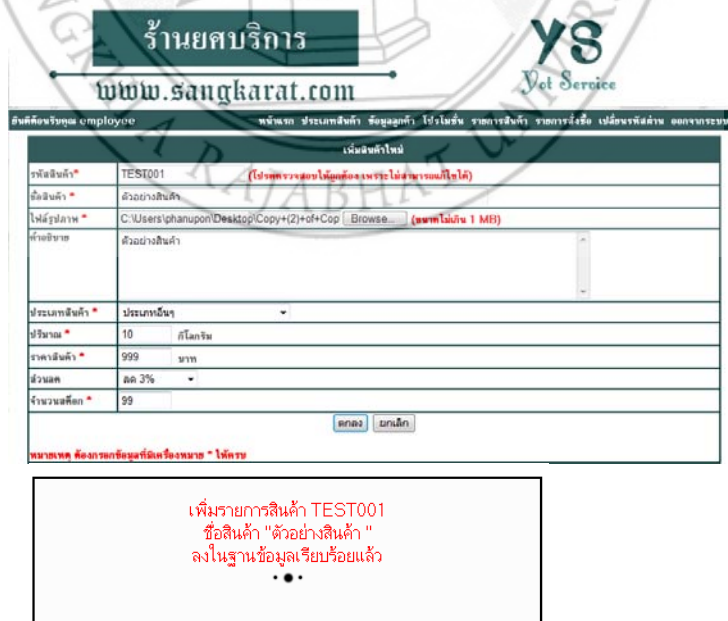 ร้านยศบริการ
www.sangkarat.com
YS
Yot Service
RAJABHAT UNIVERSITY
ยินดีต้อนรับคุณ employee หน้าแรก ประเภทสินค้า ข้อมูลลูกค้า โปรโมชั่น รายการสินค้า รายการสั่งซื้อ เปลี่ยนรหัสผ่าน ออกจากระบบ
เพิ่มสินค้าใหม่
รหัสสินค้า* TEST001 (โปรดตรวจสอบให้ถูกต้อง เพราะไม่สามารถแก้ไขได้)
ชื่อสินค้า * ตัวอย่างสินค้า
ไฟล์รูปภาพ * C:\Users\phanupon\Desktop\Copy+(2)+of+Cop Browse... (ขนาดไม่เกิน 1 MB)
คำอธิบาย ตัวอย่างสินค้า
ประเภทสินค้า * ประเภทอื่นๆ
ปริมาณ * 10 กิโลกรัม
ราคาสินค้า * 999 บาท
ส่วนลด ลด 3%
จำนวนสต๊อก * 99
ตกลง ยกเลิก
หมายเหตุ ต้องกรอกข้อมูลที่มีเครื่องหมาย * ให้ครบ
เพิ่มรายการสินค้า TEST001
ชื่อสินค้า "ตัวอย่างสินค้า "
ลงในฐานข้อมูลเรียบร้อยแล้ว